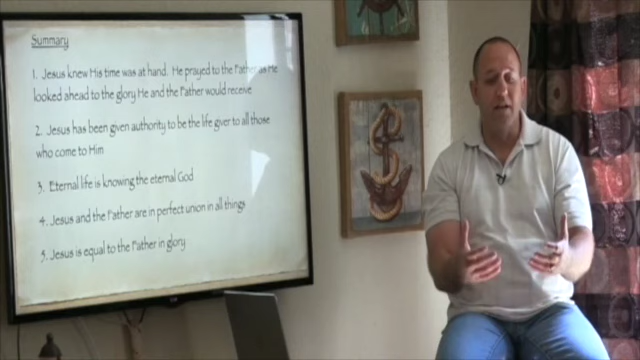 Summary
1. Jesus knew His time was at hand. He prayed to the Father as He
looked ahead to the glory He and the Father would receive
2. Jesus has been given authority to be the life giver to all those
who come to Him
3. Eternal life is knowing the eternal God
4. Jesus and the Father are in perfect union in all things
5. Jesus is equal to the Father in glory